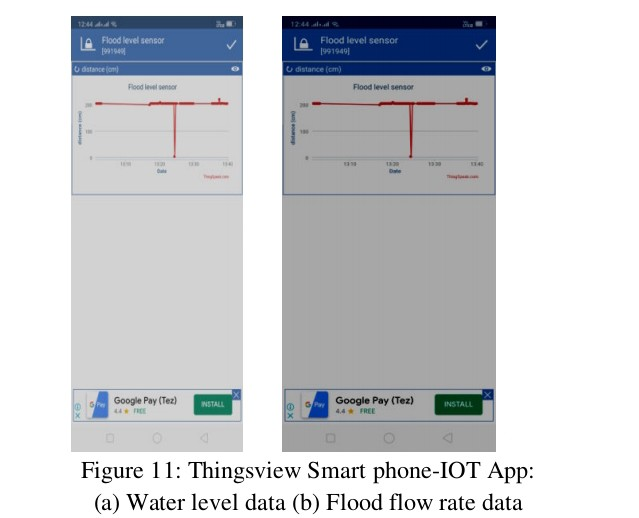 12:44
Flood level sensor
[991949]
distance (cm)
Flood level sensor
distance (cm)
200
100
0
13:10
13:20
13:30
13:40
Date
ThingSpeak.com
Google Pay (Tez)
4.4 ★ FREE
INSTALL
G Pay
12:44
Flood level sensor
[991949]
distance (cm)
Flood level sensor
distance (cm)
200
100
0
13:10
13:20
13:30
13:40
Date
ThingSpeak.com
Google Pay (Tez)
4.4 ★ FREE
INSTALL
G Pay
Figure 11: Thingsview Smart phone-IOT App:
(a) Water level data (b) Flood flow rate data